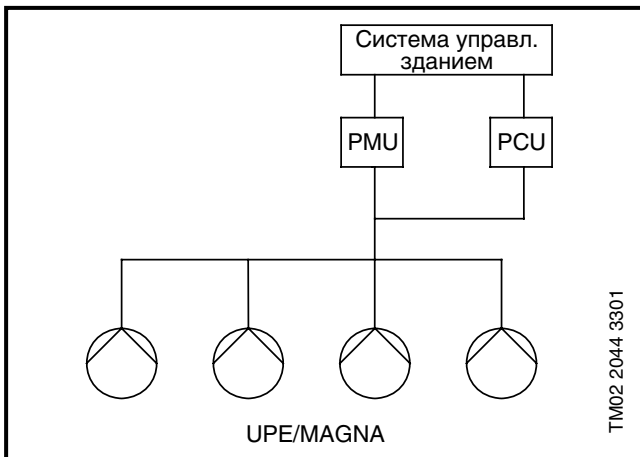 Система управл.
зданием
PMU
PCU
UPE/MAGNA
TM02 2044 3301